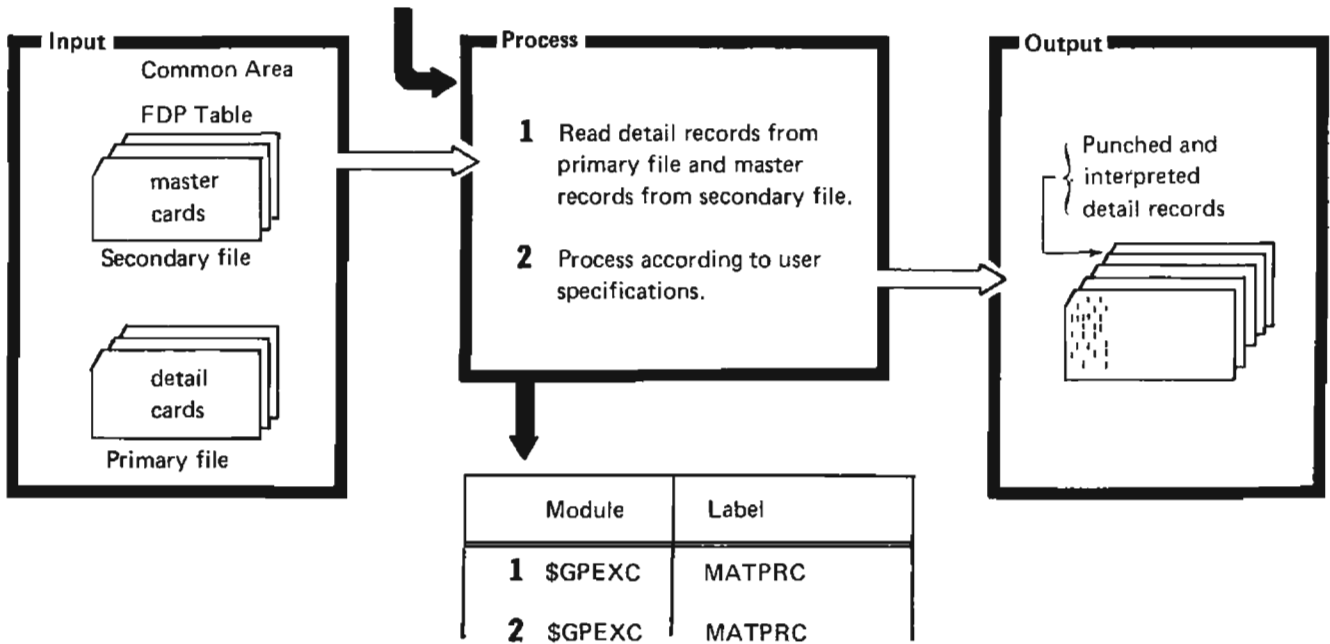 Input
Common Area
FDP Table
master
cards
Secondary file
detail
cards
Primary file
Process
1 Read detail records from
primary file and master
records from secondary file.
2 Process according to user
specifications.
Output
Punched and
interpreted
detail records
Module Label
1 $GPEXC MATPRC
2 $GPEXC MATPRC